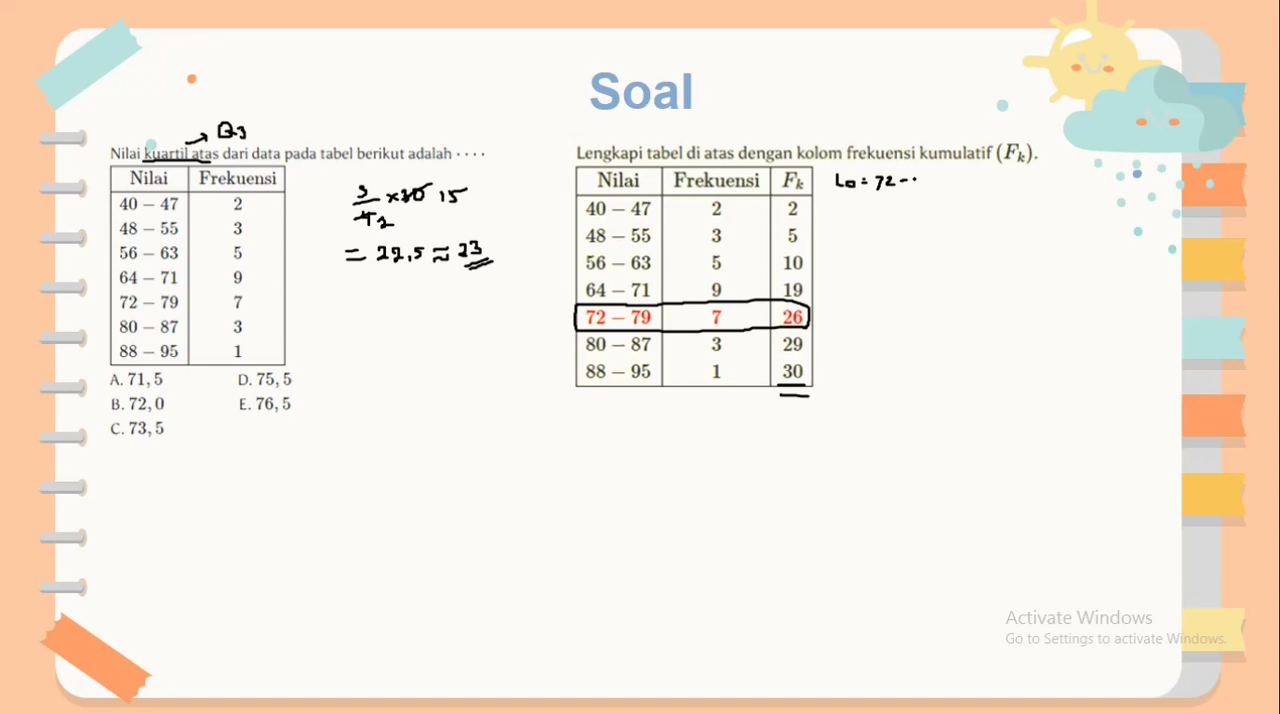 Soal
Q3
Nilai kuartil atas dari data pada tabel berikut adalah ....
Nilai Frekuensi
40 – 47 2
48 – 55 3
56 – 63 5
64 – 71 9
72 – 79 7
80 – 87 3
88 – 95 1
A. 71, 5 D. 75, 5
B. 72, 0 E. 76, 5
C. 73, 5
3/4 2 × 30 15
= 22,5 ≈ 23
Lengkapi tabel di atas dengan kolom frekuensi kumulatif (Fk).
Nilai Frekuensi Fk
40 – 47 2 2
48 – 55 3 5
56 – 63 5 10
64 – 71 9 19
72 – 79 7 26
80 – 87 3 29
88 – 95 1 30
Lo = 72 –
Activate Windows
Go to Settings to activate Windows.